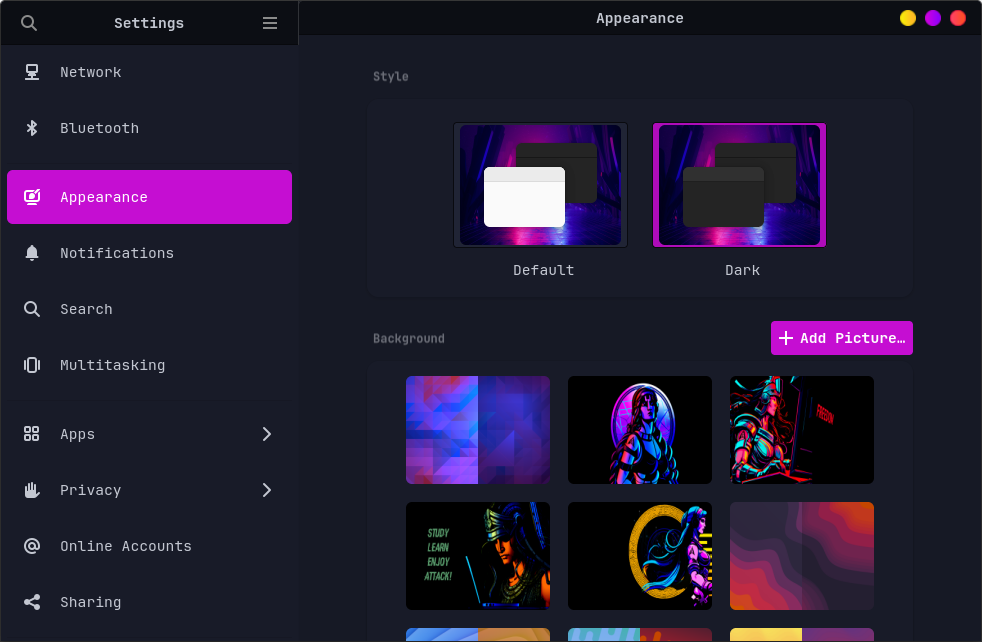 Settings
Appearance
Network
Bluetooth
Appearance
Notifications
Search
Multitasking
Apps
Privacy
Online Accounts
Sharing
Style
Default
Dark
Background
Add Picture…
PASSION
STUDY
LEARN
ENJOY
ATTACK!